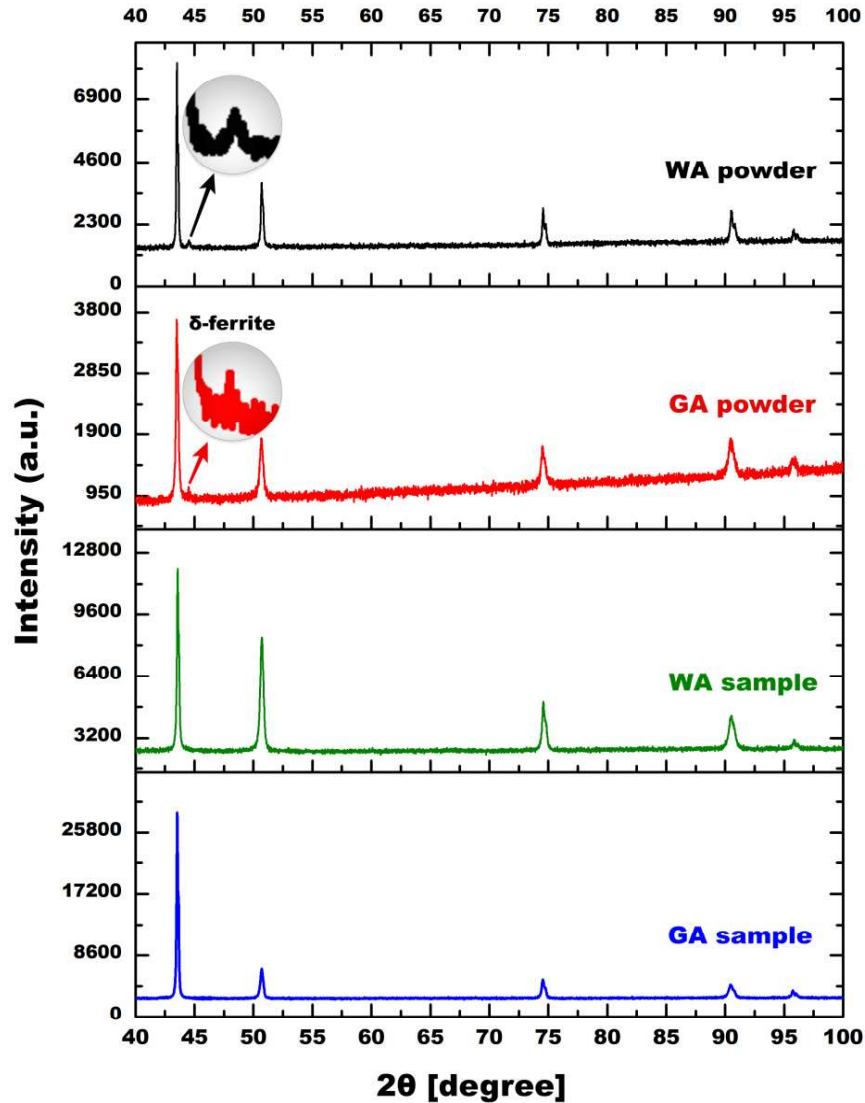 40 45 50 55 60 65 70 75 80 85 90 95 100
6900
4600
2300
0
WA powder
3800
2850
1900
950
δ-ferrite
GA powder
12800
9600
6400
3200
WA sample
25800
17200
8600
0
GA sample
40 45 50 55 60 65 70 75 80 85 90 95 100
Intensity (a.u.)
2θ [degree]